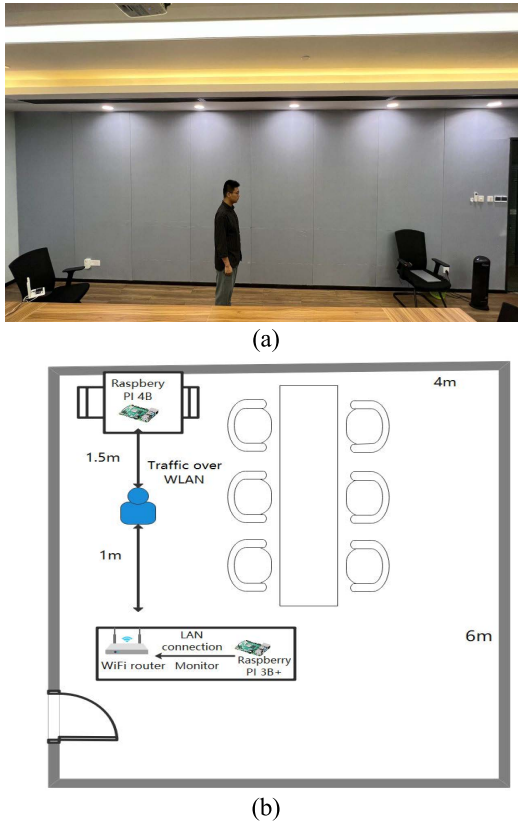 (a)
Raspbery
PI 4B
4m
1.5m
Traffic over
WLAN
1m
6m
LAN
connection
WiFi router
Monitor
Raspberry
PI 3B+
(b)